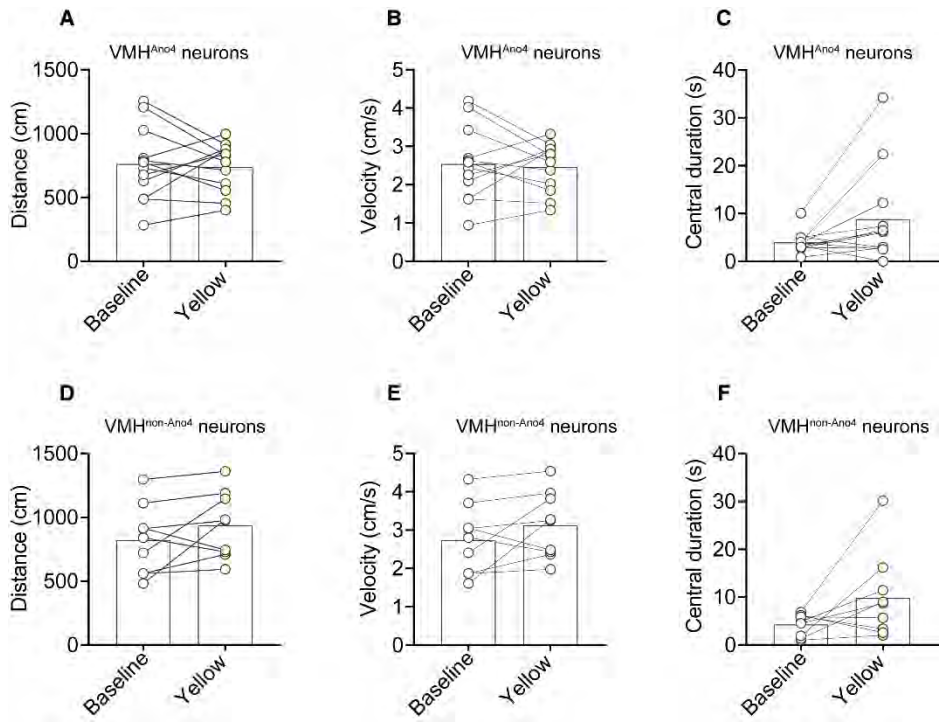 A
VMHAno4 neurons
Distance (cm)
1500
1000
500
0
Baseline
Yellow
B
VMHAno4 neurons
Velocity (cm/s)
5
4
3
2
1
0
Baseline
Yellow
C
VMHAno4 neurons
Central duration (s)
40
30
20
10
0
Baseline
Yellow
D
VMHnon-Ano4 neurons
Distance (cm)
1500
1000
500
0
Baseline
Yellow
E
VMHnon-Ano4 neurons
Velocity (cm/s)
5
4
3
2
1
0
Baseline
Yellow
F
VMHnon-Ano4 neurons
Central duration (s)
40
30
20
10
0
Baseline
Yellow